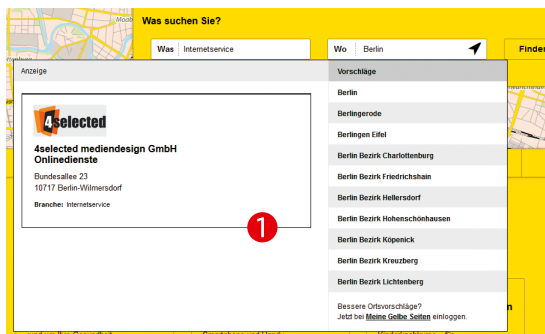 Was suchen Sie?
Was Internetservice
Wo Berlin
Finden
Anzeige
4selected
4selected mediendesign GmbH
Onlinedienste
Bundesallee 23
10717 Berlin-Wilmersdorf
Branche: Internetservice
1
Vorschläge
Berlin
Berlingerode
Berlingen Eifel
Berlin Bezirk Charlottenburg
Berlin Bezirk Friedrichshain
Berlin Bezirk Hellersdorf
Berlin Bezirk Hohenschönhausen
Berlin Bezirk Köpenick
Berlin Bezirk Kreuzberg
Berlin Bezirk Lichtenberg
Bessere Ortsvorschläge?
Jetzt bei Meine Gelbe Seiten einloggen.